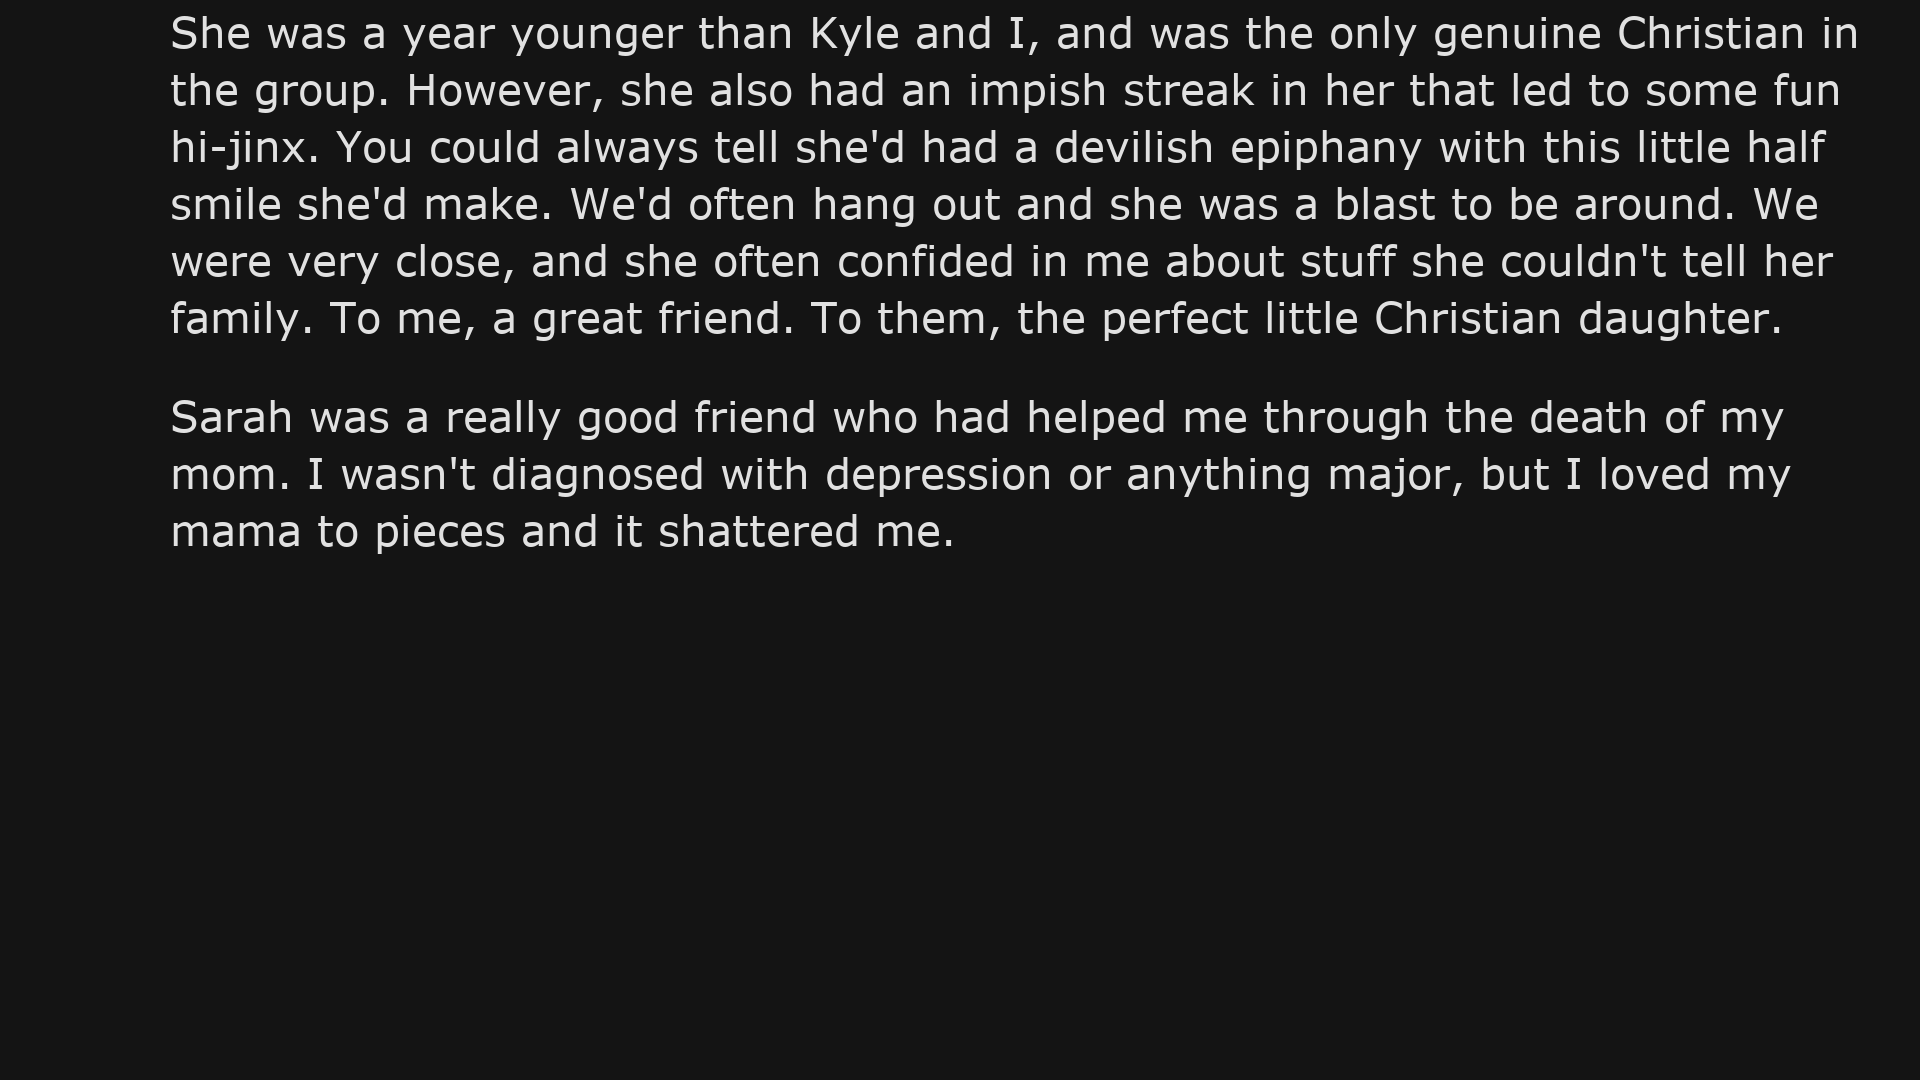 She was a year younger than Kyle and I, and was the only genuine Christian in
the group. However, she also had an impish streak in her that led to some fun
hi-jinx. You could always tell she'd had a devilish epiphany with this little half
smile she'd make. We'd often hang out and she was a blast to be around. We
were very close, and she often confided in me about stuff she couldn't tell her
family. To me, a great friend. To them, the perfect little Christian daughter.
Sarah was a really good friend who had helped me through the death of my
mom. I wasn't diagnosed with depression or anything major, but I loved my
mama to pieces and it shattered me.